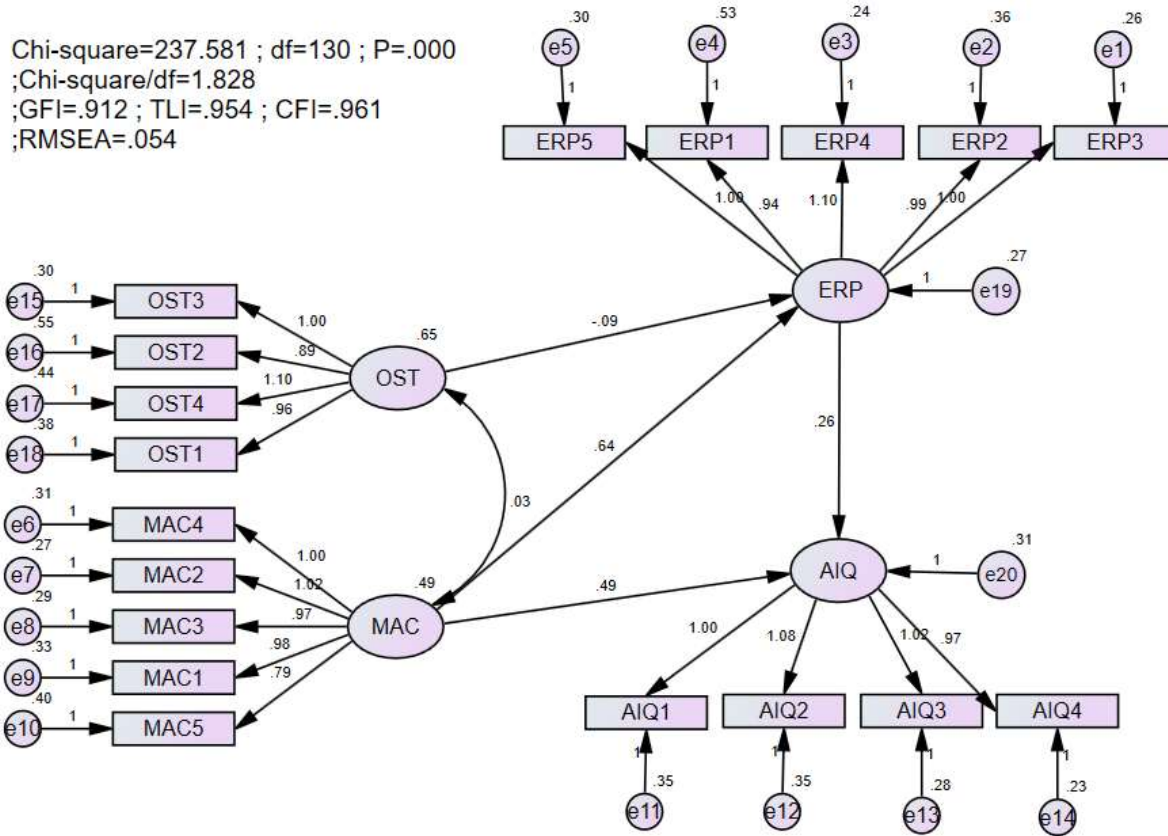 Chi-square=237.581 ; df=130 ; P=.000
;Chi-square/df=1.828
;GFI=.912 ; TLI=.954 ; CFI=.961
;RMSEA=.054
.30 .53 .24 .36 .26
e5 e4 e3 e2 e1
1 1 1 1 1
ERP5 ERP1 ERP4 ERP2 ERP3
1.00 .94 1.10 .99 1.00
ERP 1 e19 .27
.30
e15 1 OST3
.55
e16 1 OST2
.44
e17 1 OST4
.38
e18 1 OST1
1.00
.89
1.10
.96
.65
OST
-.09
.64
.03
.26
.31
e6 1 MAC4
.27
e7 1 MAC2
.29
e8 1 MAC3
.33
e9 1 MAC1
.40
e10 1 MAC5
1.00
1.02
.97
.98
.79
.49
MAC
.49
AIQ 1 e20 .31
1.00 1.08 1.02 .97
AIQ1 AIQ2 AIQ3 AIQ4
1 1 1 1
.35 .35 .28 .23
e11 e12 e13 e14